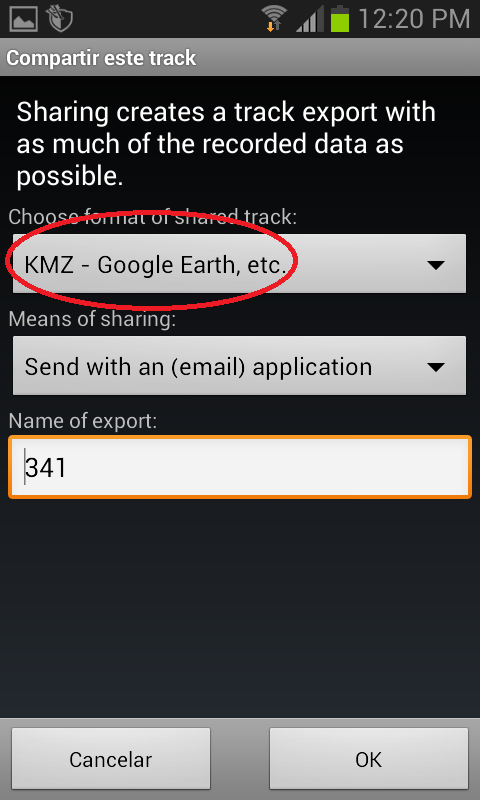 12:20 PM
Compartir este track
Sharing creates a track export with
as much of the recorded data as
possible.
Choose format of shared track:
KMZ - Google Earth, etc.
Means of sharing:
Send with an (email) application
Name of export:
341
Cancelar
OK